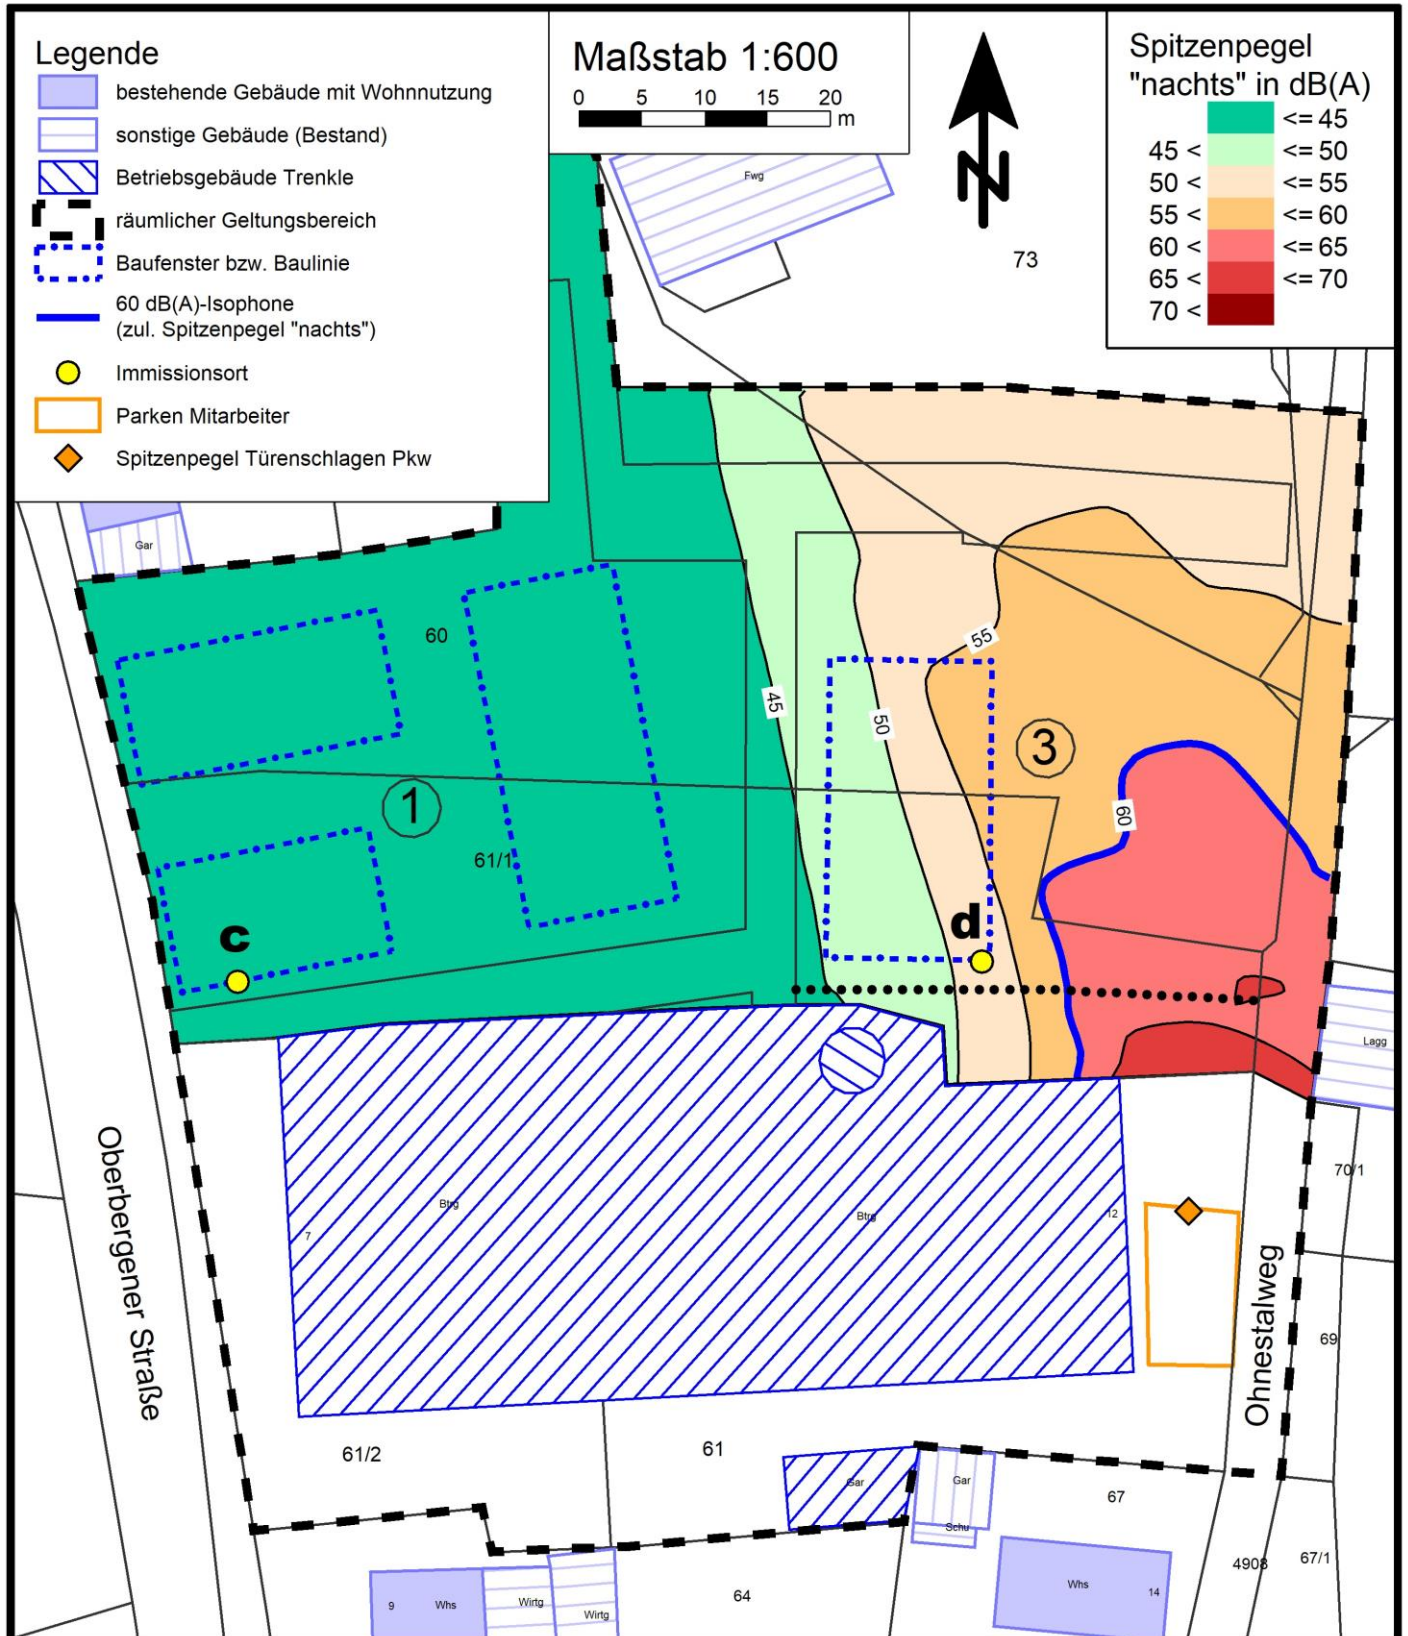 Legende
bestehende Gebäude mit Wohnnutzung
sonstige Gebäude (Bestand)
Betriebsgebäude Trenkle
räumlicher Geltungsbereich
Baufenster bzw. Baulinie
60 dB(A)-Isophone
(zul. Spitzenpegel "nachts")
Immissionsort
Parken Mitarbeiter
Spitzenpegel Türenschlagen Pkw
Maßstab 1:600
0 5 10 15 20
m
N
Spitzenpegel
"nachts" in dB(A)
<= 45
45 < <= 50
50 < <= 55
55 < <= 60
60 < <= 65
65 < <= 70
70 <
Fwg
73
Gar
60
55
45
50
3
1
60
61/1
c
d
Lagg
Oberbergener Straße
70/1
Btrg
Btrg
7
12
Ohnestalweg
69
61/2
61
Gar
Gar
67
Schu
4908
67/1
9
Whs
Wirtg
Wirtg
64
Whs
14